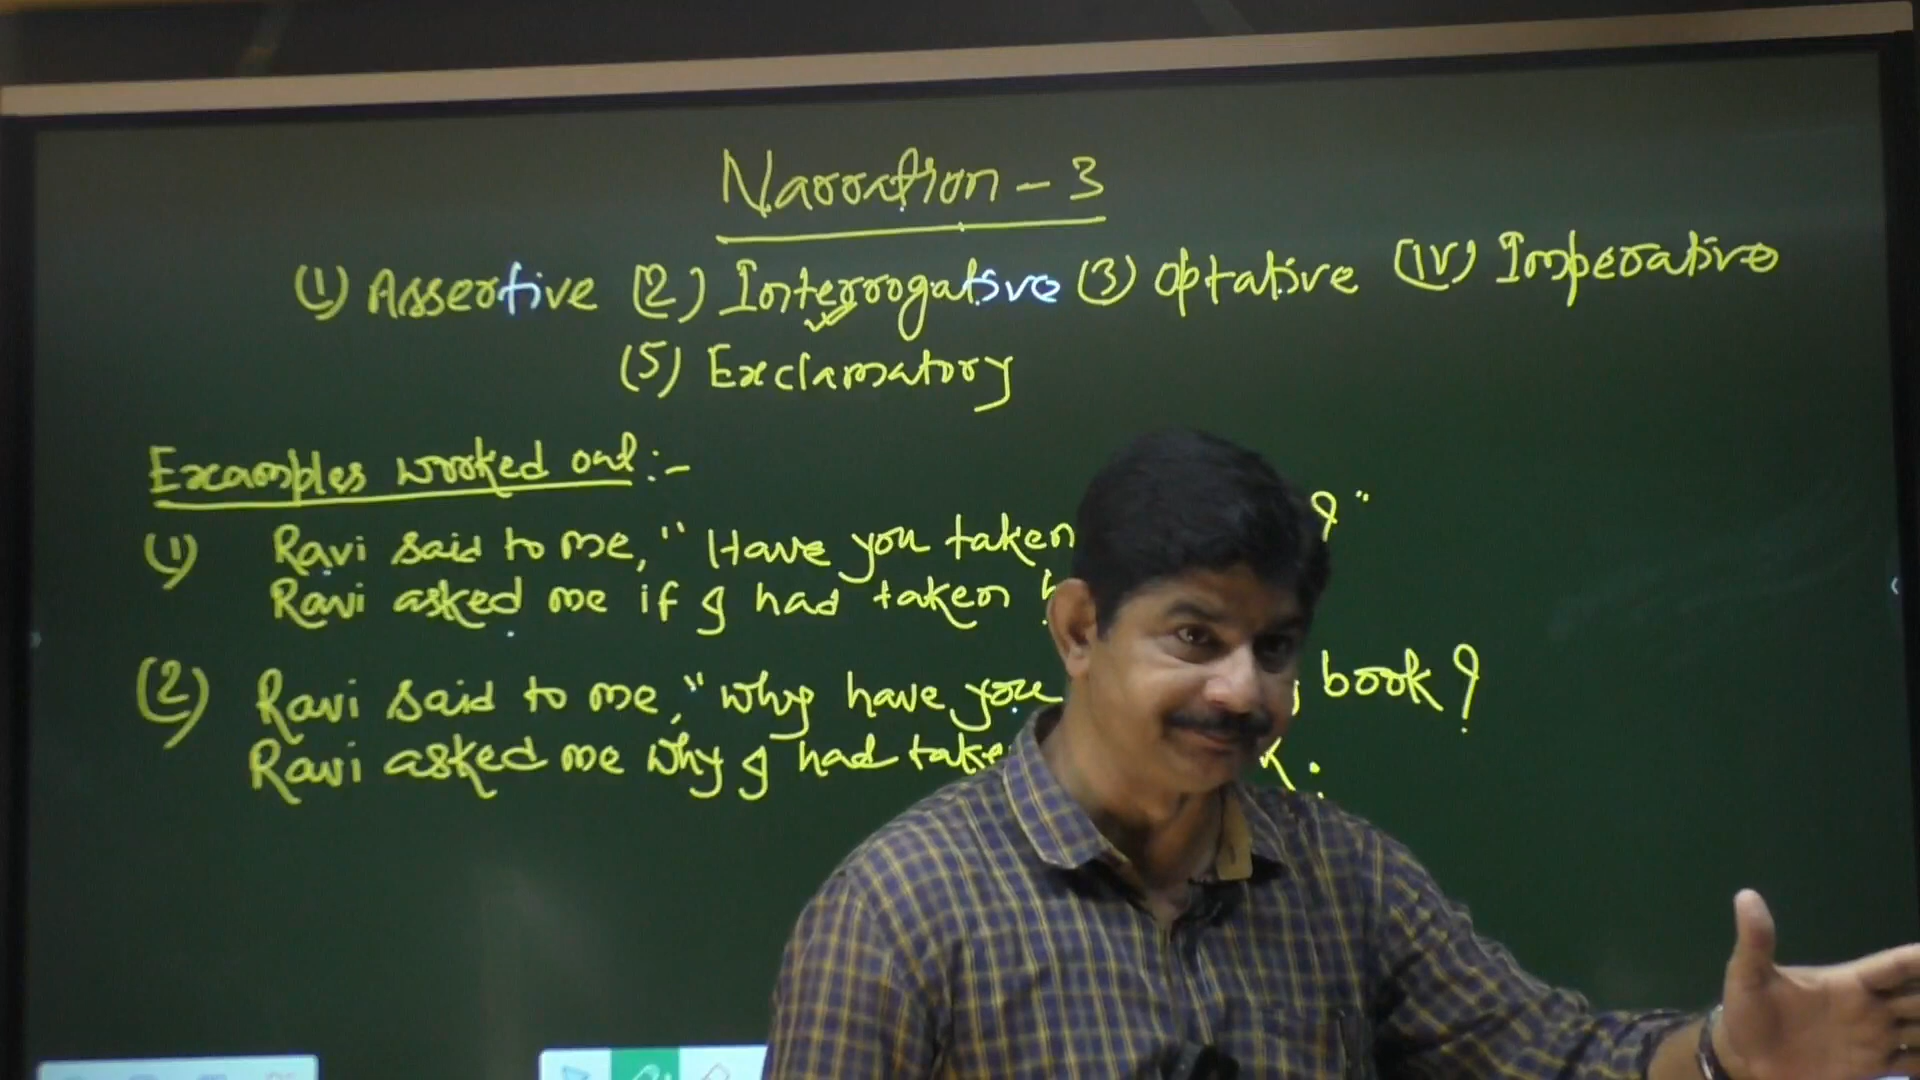 Narration - 3
(1) Assertive (2) Interrogative (3) Optative (IV) Imperative
(5) Exclamatory
Examples worked out :-
(1) Ravi said to me, " Have you taken ? "
Ravi asked me if I had taken
(2) Ravi said to me, " Why have you book ?
Ravi asked me why I had .